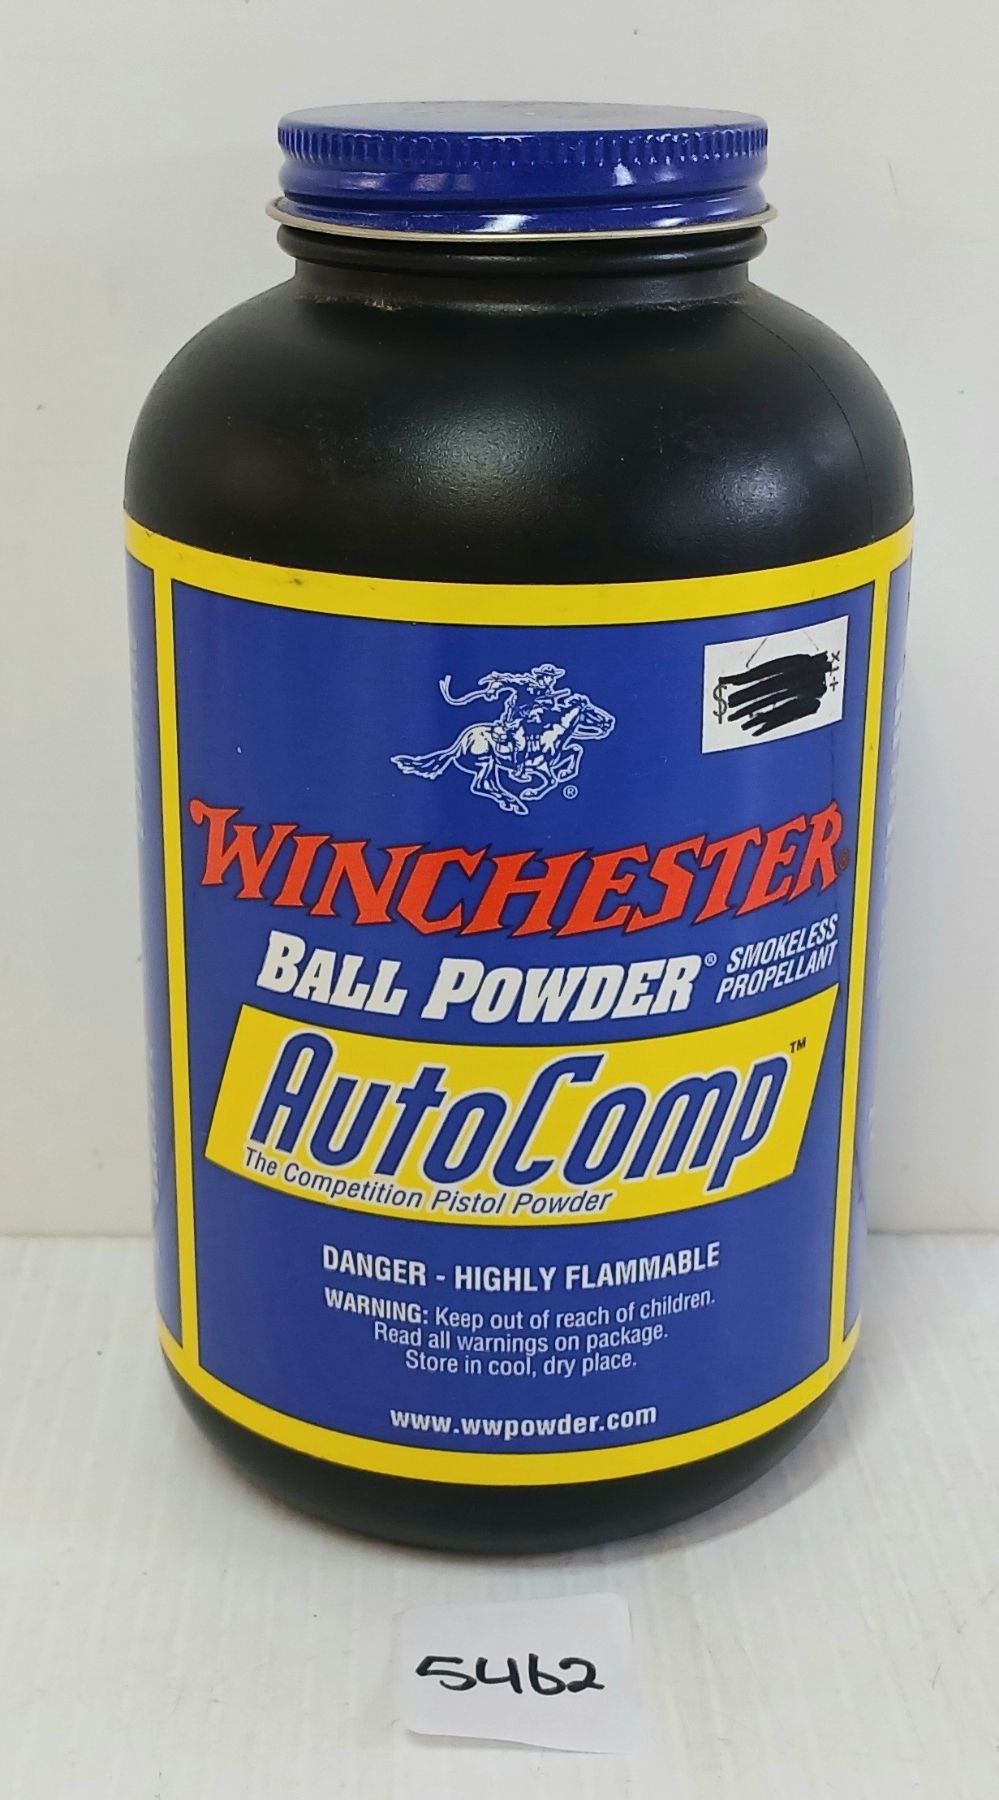 $
WINCHESTER®
BALL POWDER® SMOKELESS
PROPELLANT
AutoComp™
The Competition Pistol Powder
DANGER - HIGHLY FLAMMABLE
WARNING: Keep out of reach of children.
Read all warnings on package.
Store in cool, dry place.
www.wwpowder.com
5462